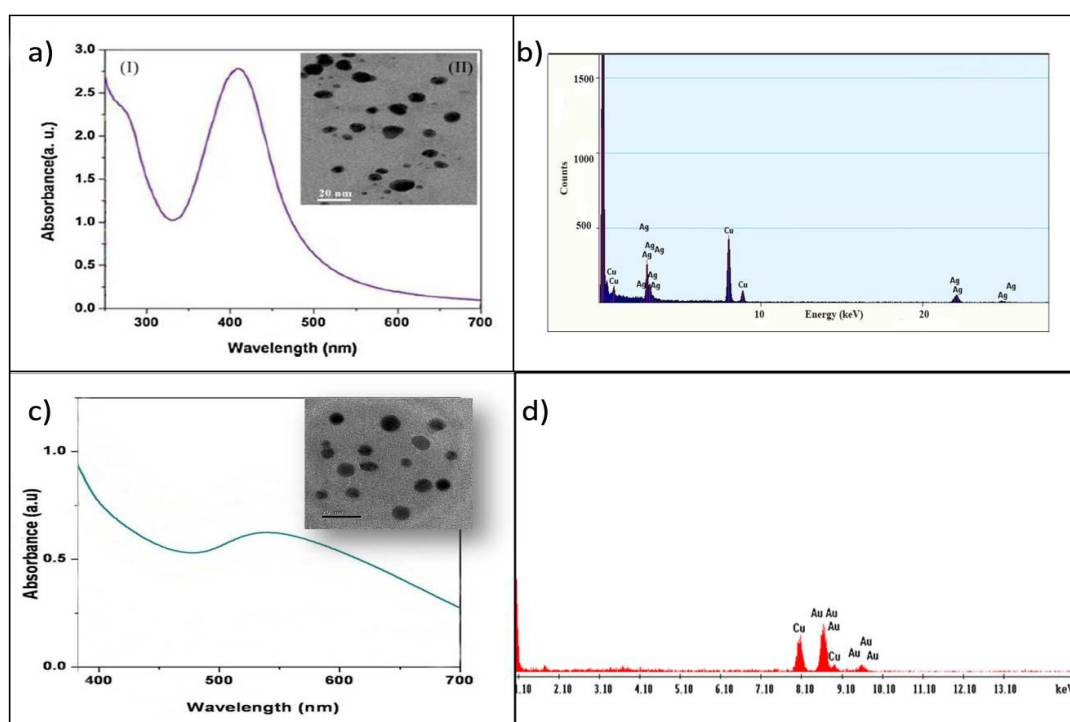 a)
(I)
(II)
3.0
2.5
2.0
1.5
1.0
0.5
0.0
Absorbance(a. u.)
20 nm
300 400 500 600 700
Wavelength (nm)
b)
1500
1000
500
Counts
Cu
Cu
Ag
Ag Ag
Ag
Ag Ag
Ag
Cu
Ag
Ag
Ag
Ag
10 20
Energy (keV)
c)
1.0
0.5
0.0
Absorbance (a.u)
400 500 600 700
Wavelength (nm)
d)
Cu
Au Au
Au
Cu
Au
Au Au
1.10 2.10 3.10 4.10 5.10 6.10 7.10 8.10 9.10 10.10 11.10 12.10 13.10 keV